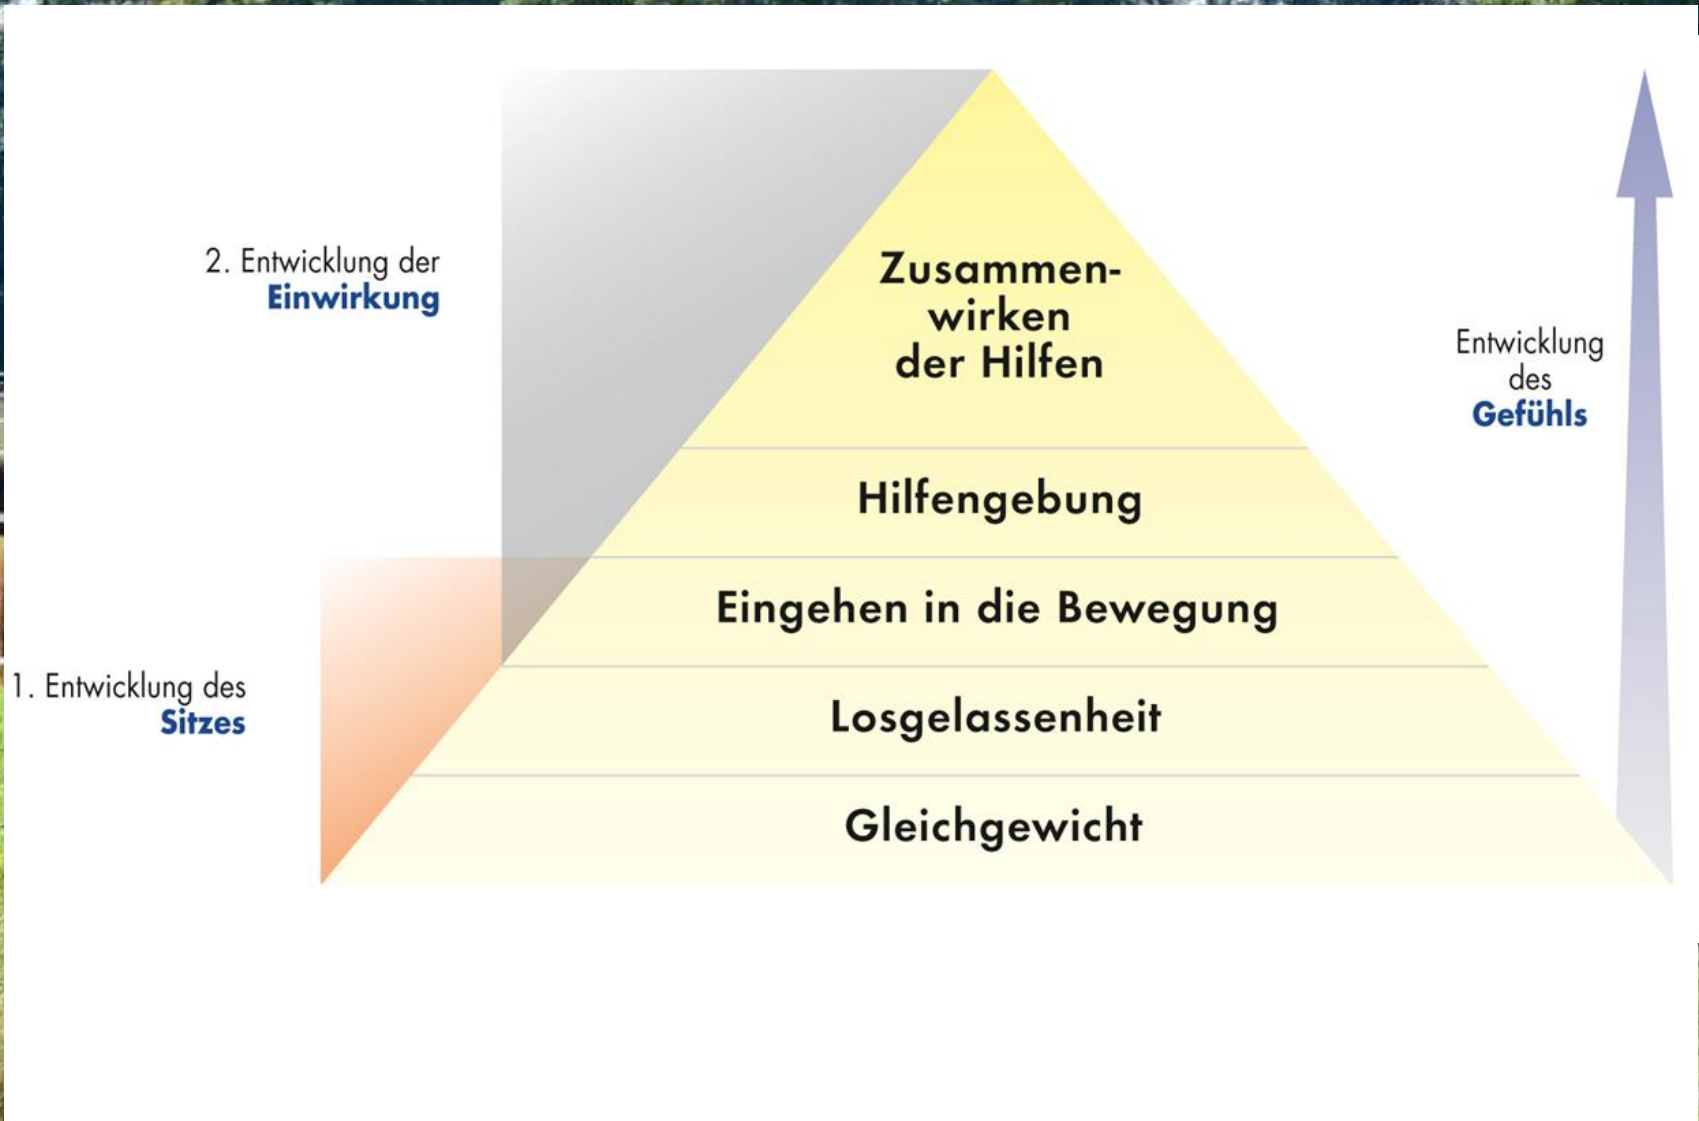 2. Entwicklung der
Einwirkung
Zusammen-
wirken
der Hilfen
Entwicklung
des
Gefühls
Hilfengebung
Eingehen in die Bewegung
1. Entwicklung des
Sitzes
Losgelassenheit
Gleichgewicht